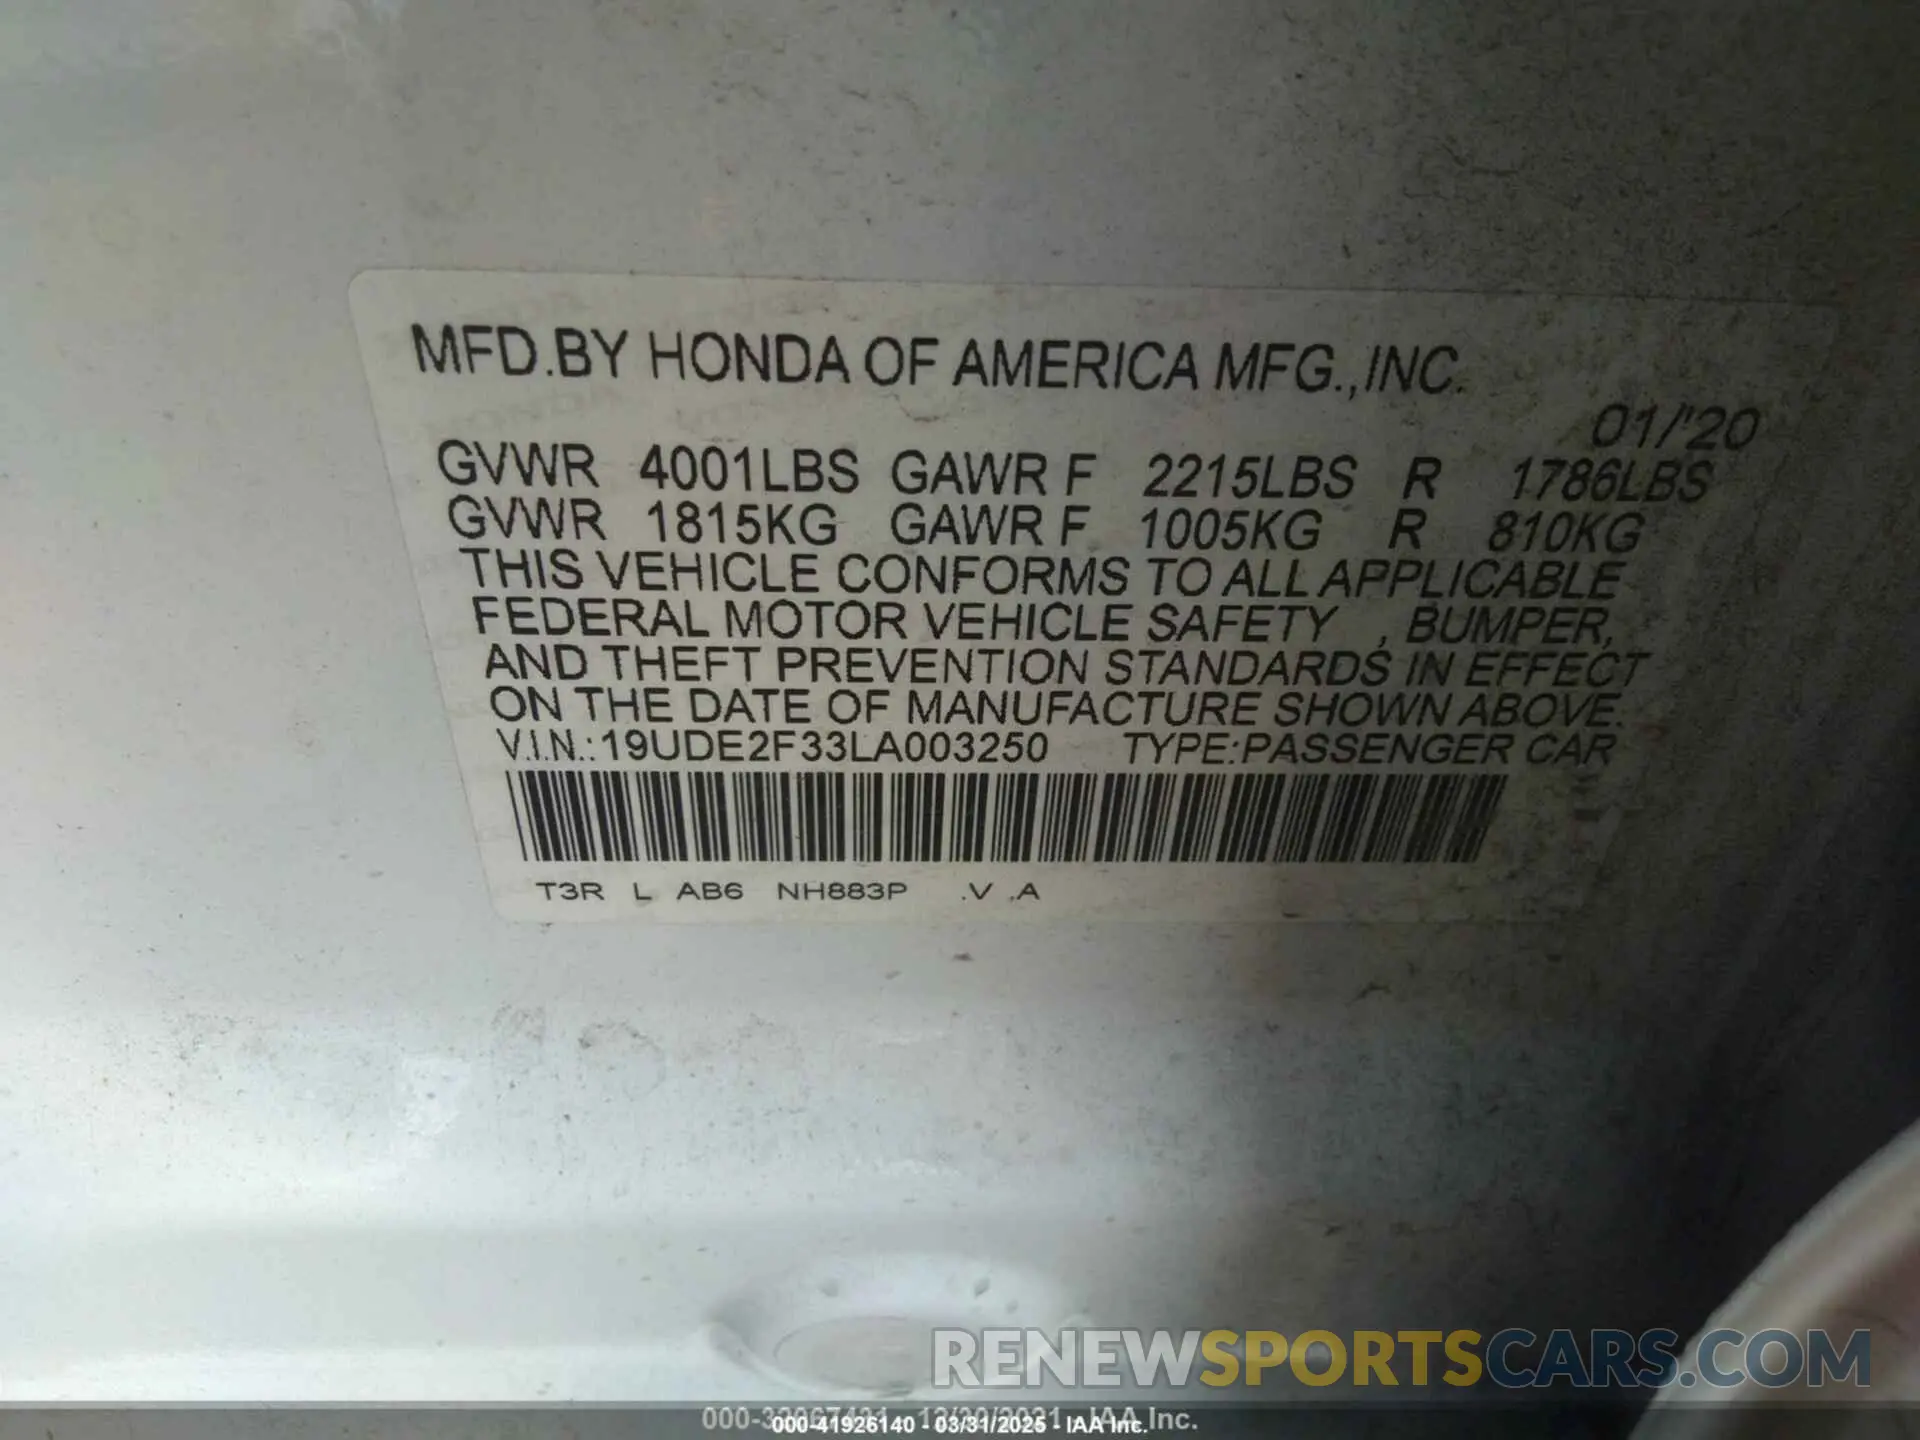 MFD.BY HONDA OF AMERICA MFG.,INC.
01/'20
GVWR 4001LBS GAWR F 2215LBS R 1786LBS
GVWR 1815KG GAWR F 1005KG R 810KG
THIS VEHICLE CONFORMS TO ALL APPLICABLE
FEDERAL MOTOR VEHICLE SAFETY , BUMPER,
AND THEFT PREVENTION STANDARDS IN EFFECT
ON THE DATE OF MANUFACTURE SHOWN ABOVE.
V.I.N.:19UDE2F33LA003250 TYPE:PASSENGER CAR
T3R L AB6 NH883P .V .A
RENEWSPORTSCARS.COM
000-41926140 - 03/31/2025 - IAA Inc.